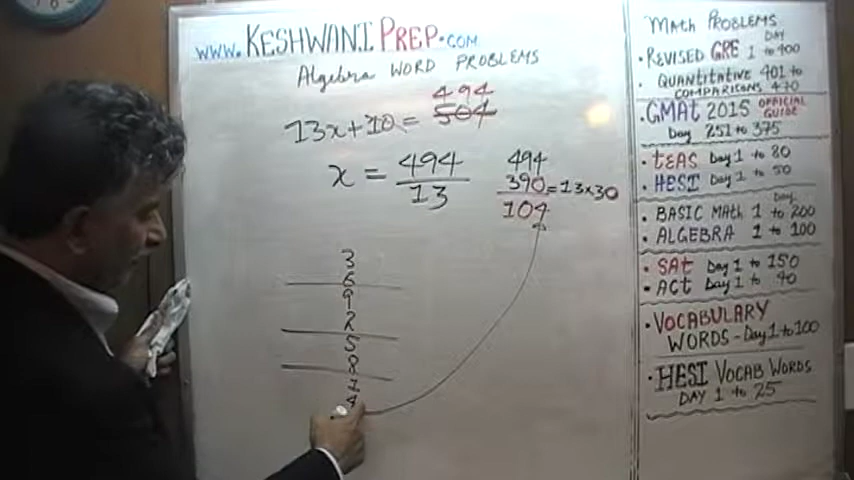 www.KESHWANI PREP.COM
Algebra WORD PROBLEMS
494
13x+10= 504
x = 494
13
494
390 =13x30
104
3
6
9
2
5
8
1
4
MATH PROBLEMS
DAY
• REVISED GRE 1 to 400
• QUANTITATIVE 401 to
COMPARISONS 470
• GMAt 2015 OFFICIAL
GUIDE
Day 251 to 375
• tEAS Day 1 to 80
• HESI Day 1 to 50
Day
• BASIC MAth 1 to 200
• ALGEBRA 1 to 100
• SAt Day 1 to 150
• Act Day 1 to 40
• VOCABULARY
WORDS - Day 1 to 100
• HESI VOCAB WORDS
DAY 1 to 25